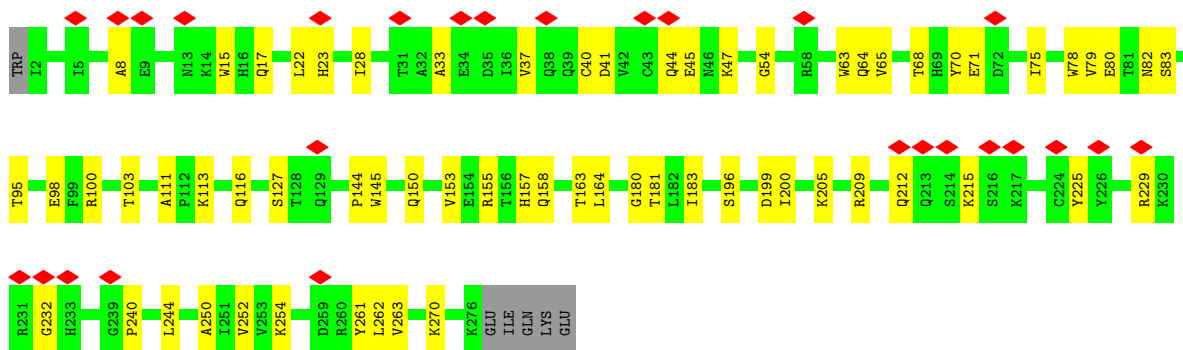 TRP I2 I5 A8 E9 N13 K14 W15 H16 Q17 L22 H23 I28 T31 A32 A33 E34 D35 I36 V37 Q38 Q39 C40 D41 V42 C43 Q44 E45 N46 K47 G54 R58 W63 Q64 V65 T68 H69 Y70 E71 D72 I75 W78 V79 E80 T81 N82 S83
T95 E98 F99 R100 T103 A111 P112 K113 Q116 S127 T128 Q129 P144 W145 Q150 V153 E154 R155 T156 H157 Q158 T163 L164 G180 T181 L182 I183 S196 D199 I200 K205 R209 Q212 Q213 S214 K215 S216 K217 C224 Y225 Y226 R229 K230
R231 G232 H233 G239 P240 L244 A250 I251 V252 V253 K254 D259 R260 Y261 L262 V263 K270 K276 GLU ILE GLN LYS GLU